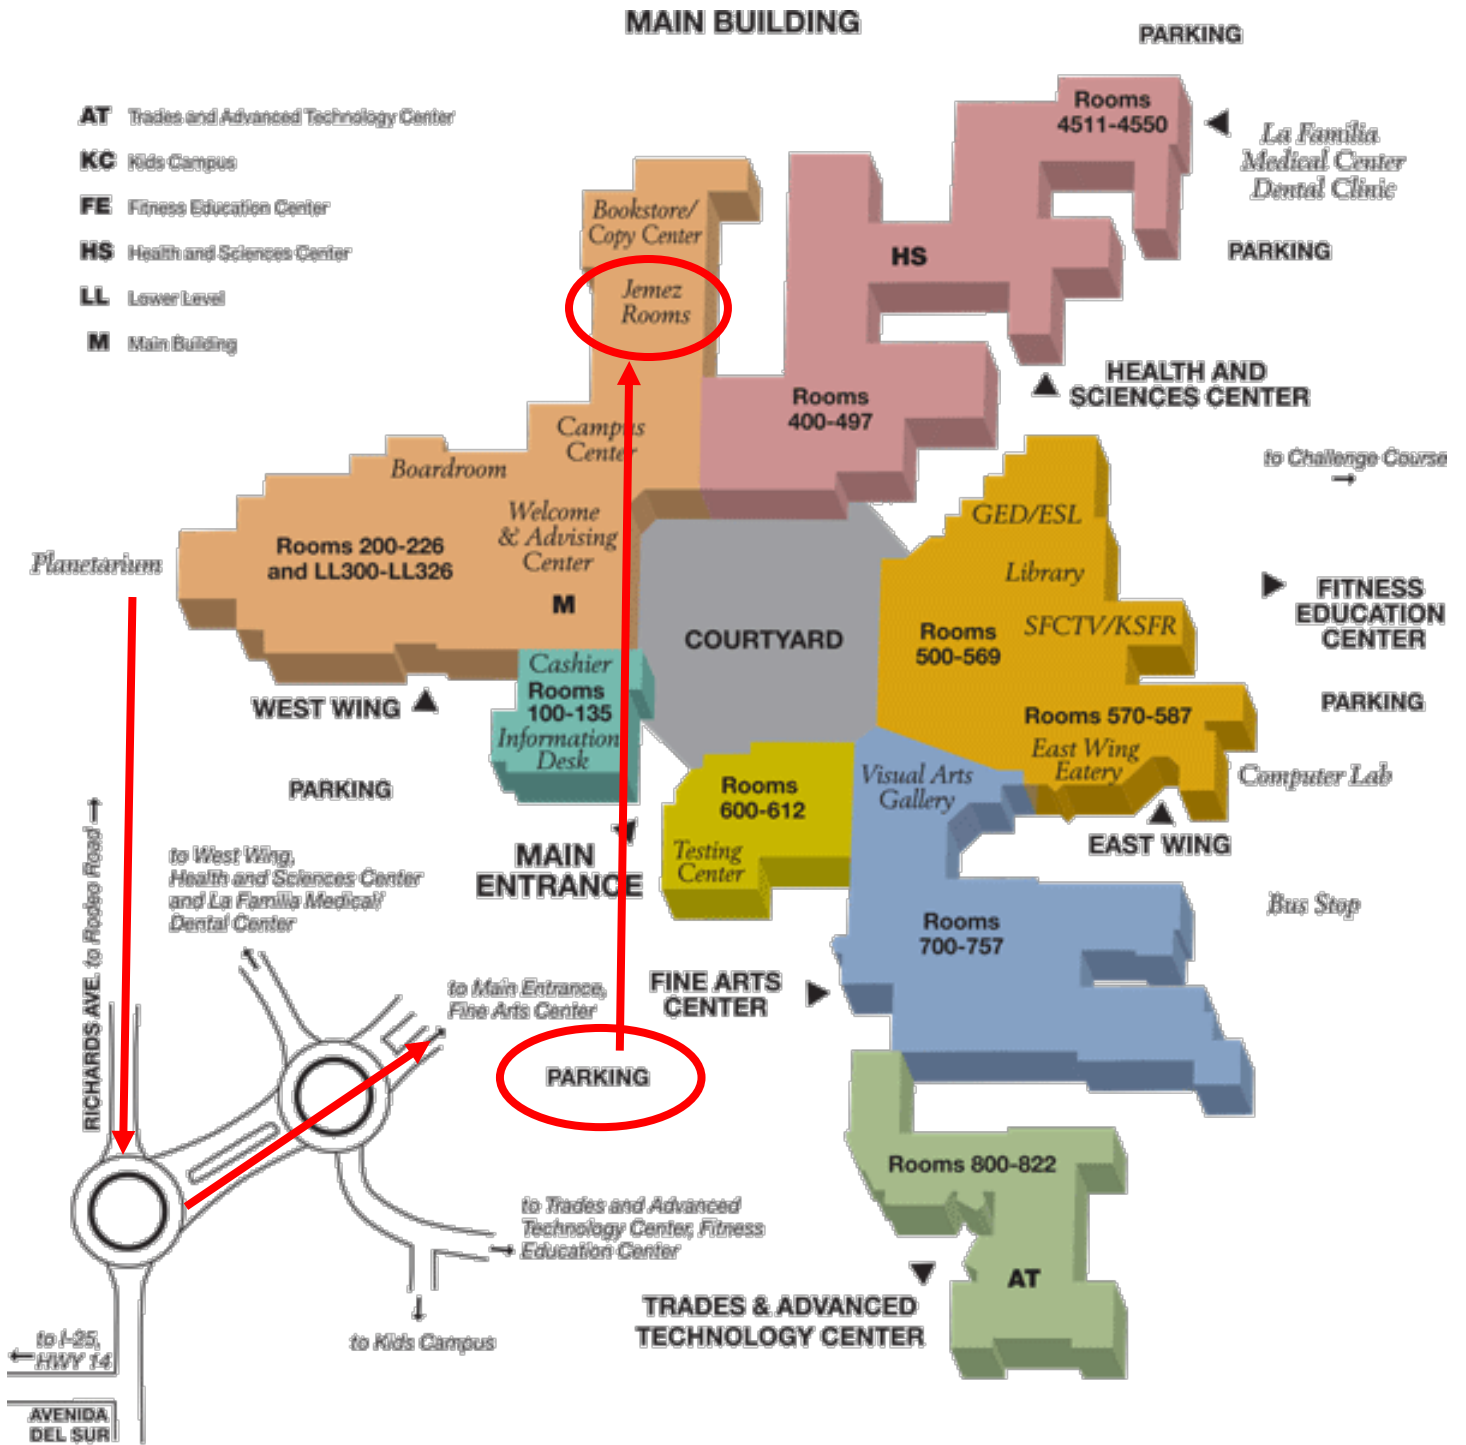 MAIN BUILDING
PARKING
AT Trades and Advanced Technology Center
KC Kids Campus
FE Fitness Education Center
HS Health and Sciences Center
LL Lower Level
M Main Building
Rooms
4511-4550
La Familia
Medical Center
Dental Clinic
PARKING
Bookstore/
Copy Center
Jemez
Rooms
HS
HEALTH AND
SCIENCES CENTER
Rooms
400-497
Campus
Center
Boardroom
to Challenge Course
Welcome
& Advising
Center
GED/ESL
Rooms 200-226
and LL300-LL326
Planetarium
Library
M
COURTYARD
Rooms
500-569
SFCTV/KSFR
FITNESS
EDUCATION
CENTER
Cashier
Rooms
100-135
Information
Desk
WEST WING
PARKING
Rooms 570-587
East Wing
Eatery
PARKING
Computer Lab
Visual Arts
Gallery
Rooms
600-612
Testing
Center
EAST WING
MAIN
ENTRANCE
RICHARDS AVE. to Rodeo Road
to West Wing,
Health and Sciences Center
and La Familia Medical/
Dental Center
Bus Stop
Rooms
700-757
FINE ARTS
CENTER
to Main Entrance,
Fine Arts Center
PARKING
Rooms 800-822
to Trades and Advanced
Technology Center, Fitness
Education Center
AT
TRADES & ADVANCED
TECHNOLOGY CENTER
to Kids Campus
to I-25,
HWY 14
AVENIDA
DEL SUR